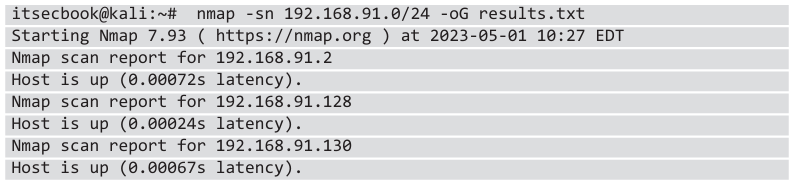 itsecbook@kali:~#  nmap -sn 192.168.91.0/24 -oG results.txt
Starting Nmap 7.93 ( https://nmap.org ) at 2023-05-01 10:27 EDT
Nmap scan report for 192.168.91.2
Host is up (0.00072s latency).
Nmap scan report for 192.168.91.128
Host is up (0.00024s latency).
Nmap scan report for 192.168.91.130
Host is up (0.00067s latency).